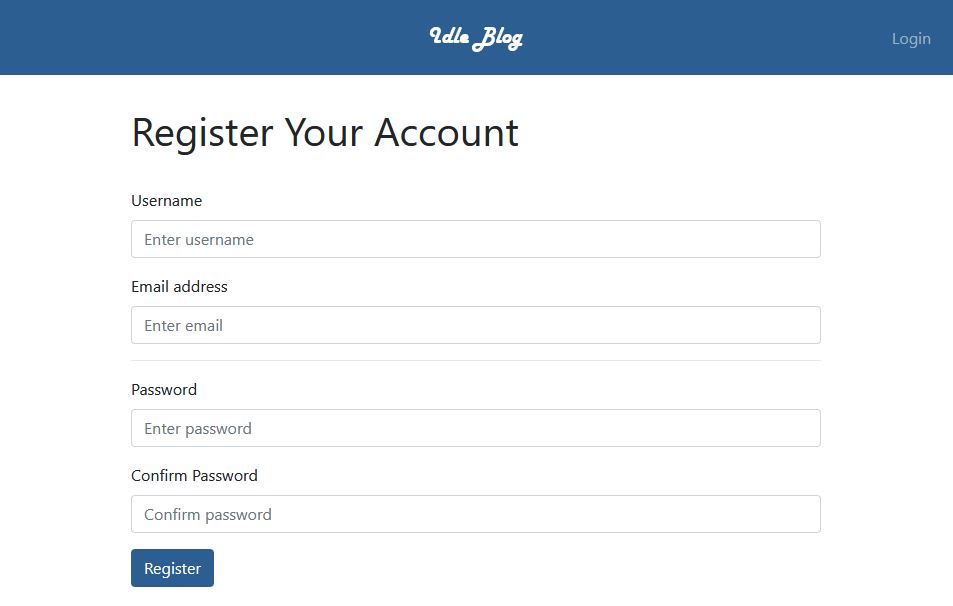 Idle Blog
Login
Register Your Account
Username
Enter username
Email address
Enter email
Password
Enter password
Confirm Password
Confirm password
Register